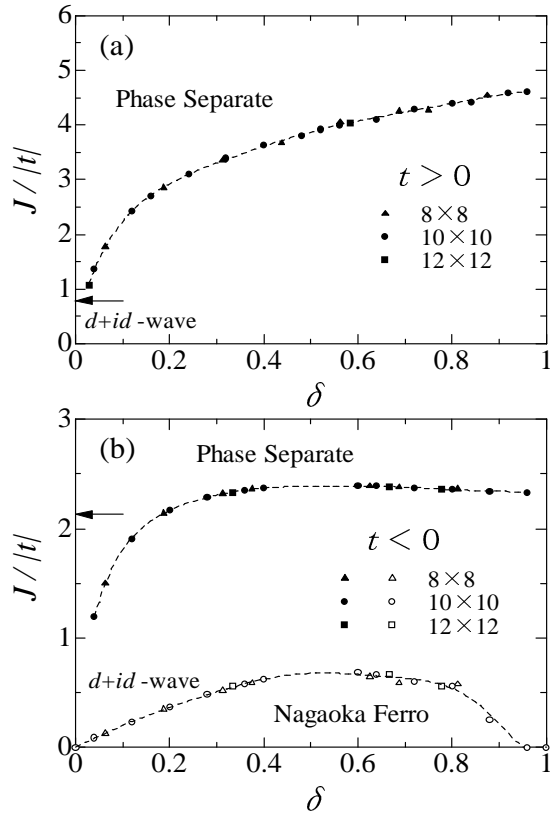 (a)
6
5
4
3
2
1
0
J / |t|
Phase Separate
t > 0
▲ 8×8
● 10×10
■ 12×12
d+id -wave
0 0.2 0.4 0.6 0.8 1
δ
(b)
3
2
1
0
J / |t|
Phase Separate
t < 0
▲ △ 8×8
● ○ 10×10
■ □ 12×12
d+id -wave
Nagaoka Ferro
0 0.2 0.4 0.6 0.8 1
δ